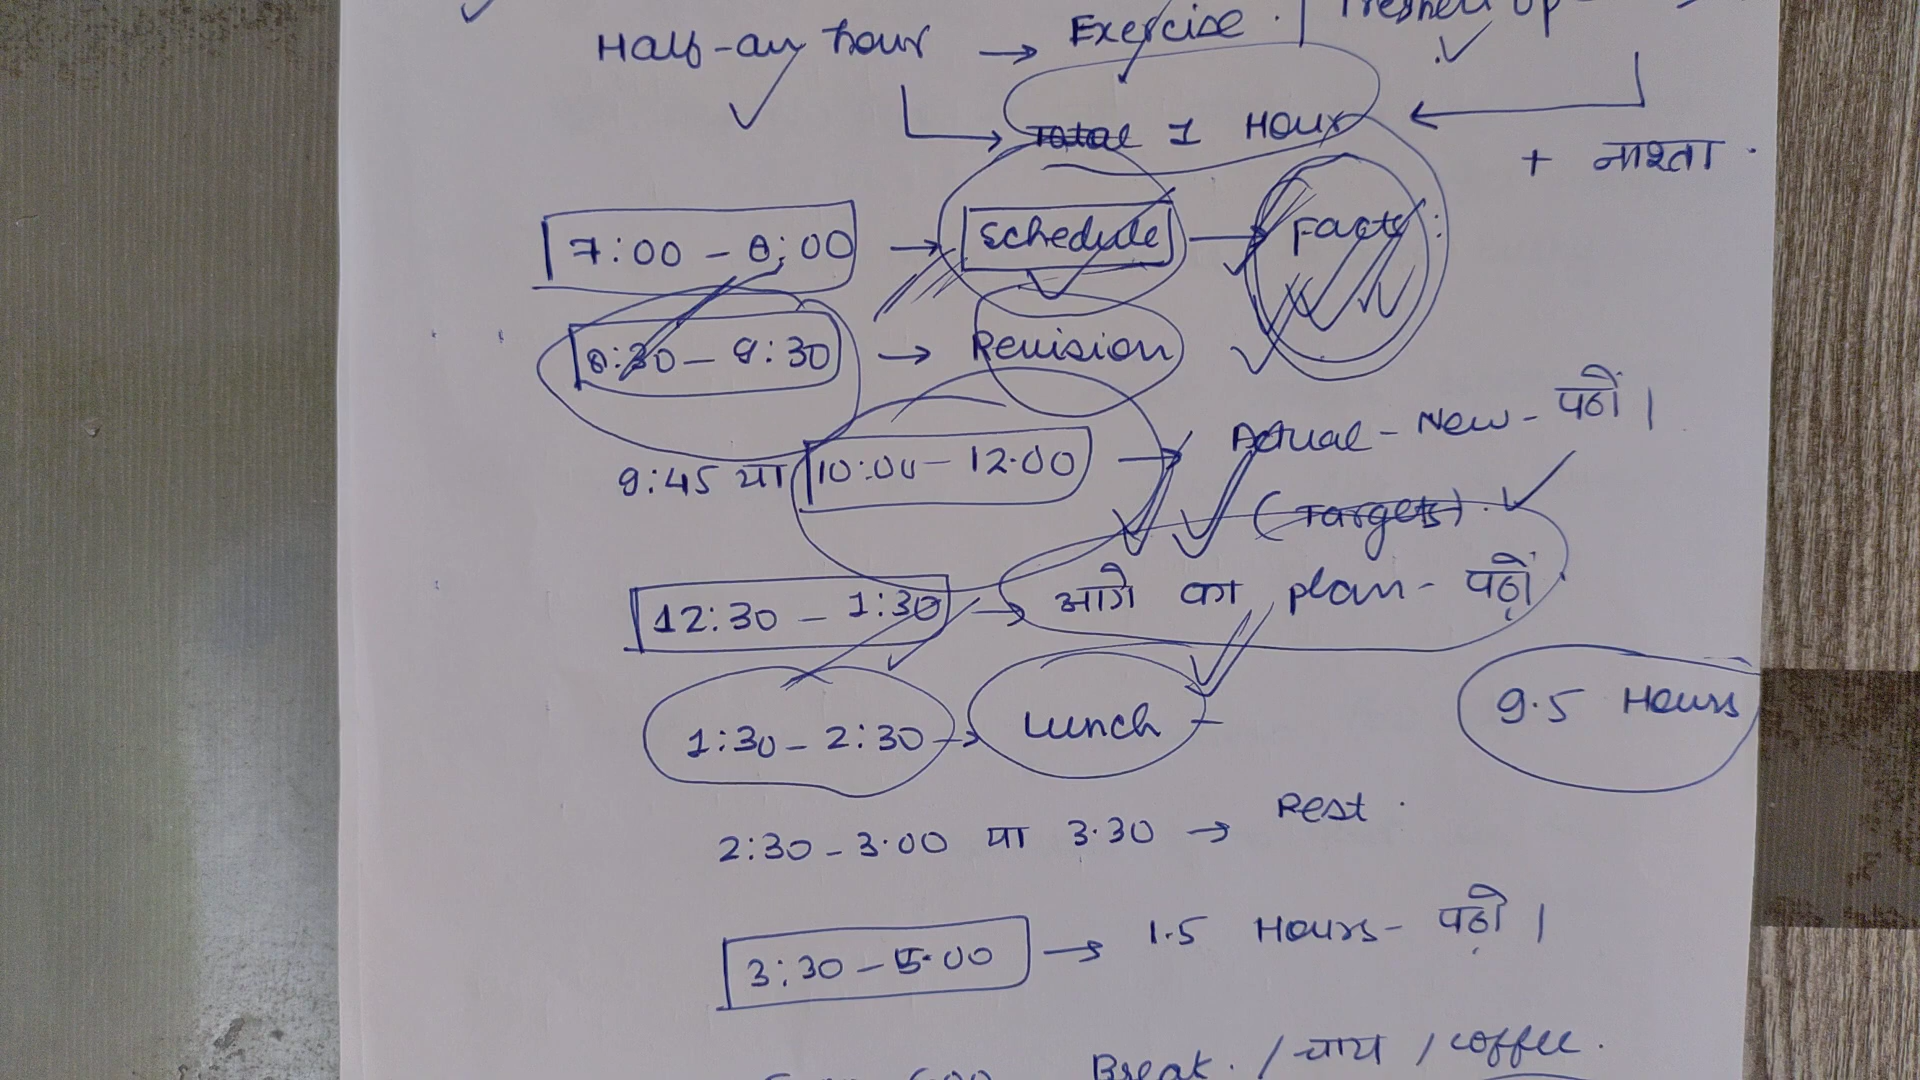 Half-an hour → Exercise . | Freshen Up -
Total 1 Hour
+ नाश्ता .
7:00 - 8:00 → Schedule → Facts:
8:30 - 9:30 → Revision
9:45 या 10:00 - 12.00 → Actual - New - पढो ।
(Targets).
12:30 - 1:30 → आगे का plan - पढ़ो
1:30 - 2:30 → Lunch -
9.5 Hours
2:30 - 3.00 या 3.30 → Rest .
3:30 - 5.00 → 1.5 Hours - पढ़ो ।
Break . / चाय / coffee .